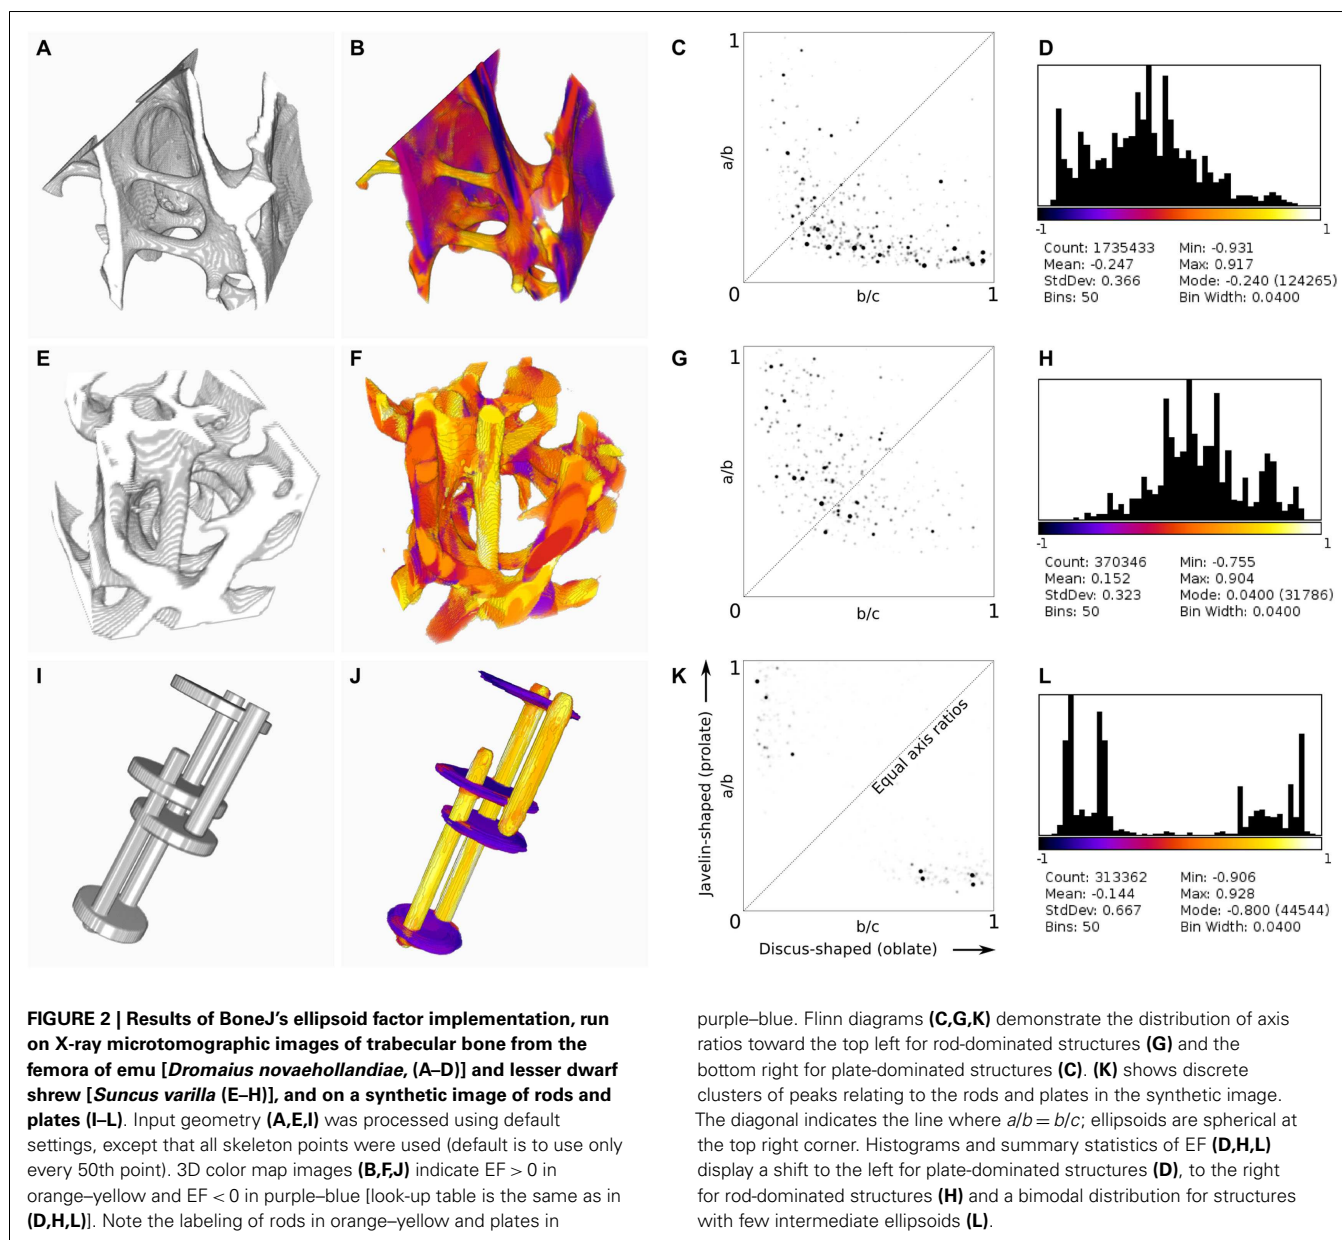 A
B
C
1
a/b
0
b/c
1
D
-1
1
Count: 1735433
Min: -0.931
Mean: -0.247
Max: 0.917
StdDev: 0.366
Mode: -0.240 (124265)
Bins: 50
Bin Width: 0.0400
E
F
G
1
a/b
0
b/c
1
H
-1
1
Count: 370346
Min: -0.755
Mean: 0.152
Max: 0.904
StdDev: 0.323
Mode: 0.0400 (31786)
Bins: 50
Bin Width: 0.0400
I
J
K
1
Javelin-shaped (prolate)
a/b
Equal axis ratios
0
b/c
1
Discus-shaped (oblate)
L
-1
1
Count: 313362
Min: -0.906
Mean: -0.144
Max: 0.928
StdDev: 0.667
Mode: -0.800 (44544)
Bins: 50
Bin Width: 0.0400
FIGURE 2 | Results of BoneJ's ellipsoid factor implementation, run
on X-ray microtomographic images of trabecular bone from the
femora of emu [Dromaius novaehollandiae, (A–D)] and lesser dwarf
shrew [Suncus varilla (E–H)], and on a synthetic image of rods and
plates (I–L). Input geometry (A,E,I) was processed using default
settings, except that all skeleton points were used (default is to use only
every 50th point). 3D color map images (B,F,J) indicate EF > 0 in
orange–yellow and EF < 0 in purple–blue [look-up table is the same as in
(D,H,L)]. Note the labeling of rods in orange–yellow and plates in
purple–blue. Flinn diagrams (C,G,K) demonstrate the distribution of axis
ratios toward the top left for rod-dominated structures (G) and the
bottom right for plate-dominated structures (C). (K) shows discrete
clusters of peaks relating to the rods and plates in the synthetic image.
The diagonal indicates the line where a/b = b/c; ellipsoids are spherical at
the top right corner. Histograms and summary statistics of EF (D,H,L)
display a shift to the left for plate-dominated structures (D), to the right
for rod-dominated structures (H) and a bimodal distribution for structures
with few intermediate ellipsoids (L).